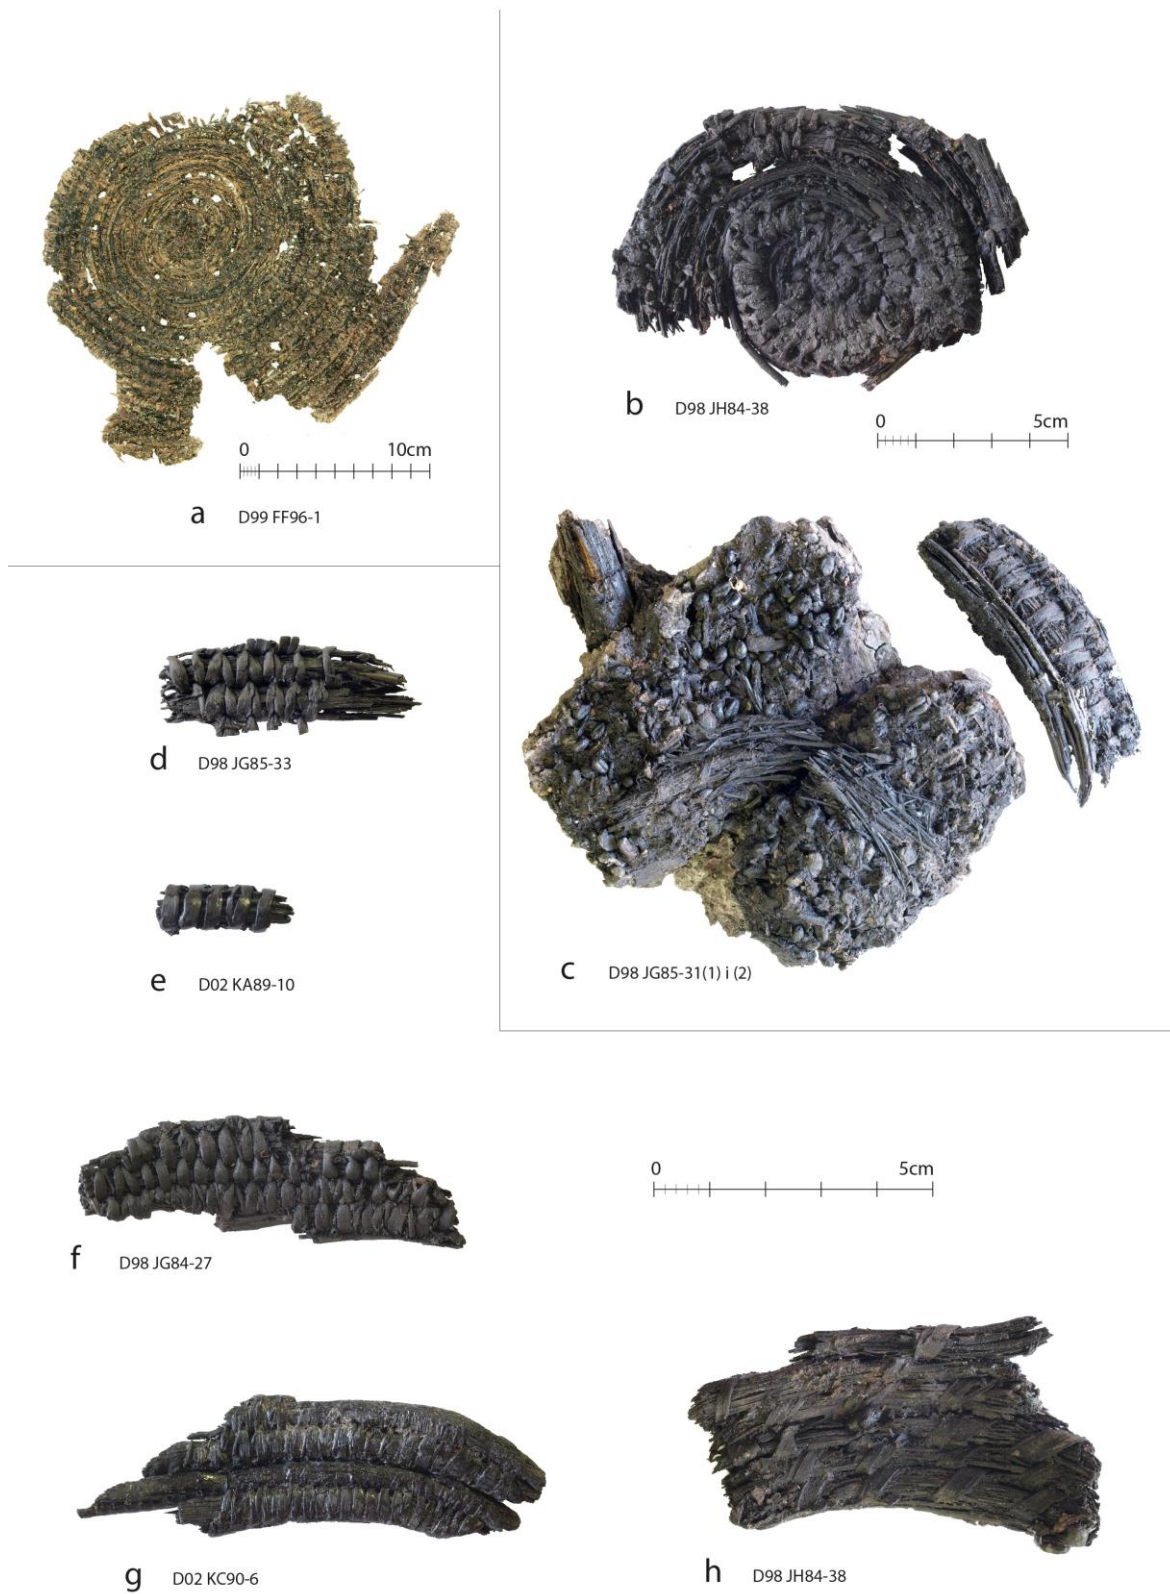 0 10cm
a D99 FF96-1
b D98 JH84-38
0 5cm
c D98 JG85-31(1) i (2)
d D98 JG85-33
e D02 KA89-10
f D98 JG84-27
0 5cm
g D02 KC90-6
h D98 JH84-38